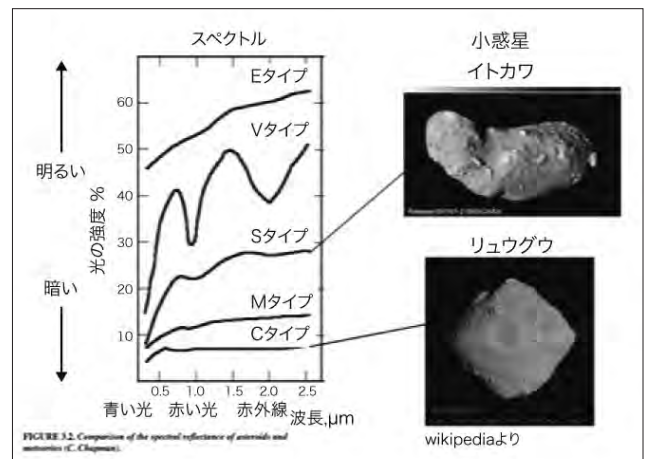 スペクトル
小惑星
イトカワ
明るい
暗い
光の強度 %
60
50
40
30
20
10
Eタイプ
Vタイプ
Sタイプ
Mタイプ
Cタイプ
0.5 1.0 1.5 2.0 2.5
青い光 赤い光 赤外線 波長,μm
リュウグウ
FIGURE 3.2. Comparison of the spectral reflectance of asteroids and
meteorites (C. Chapman).
wikipediaより